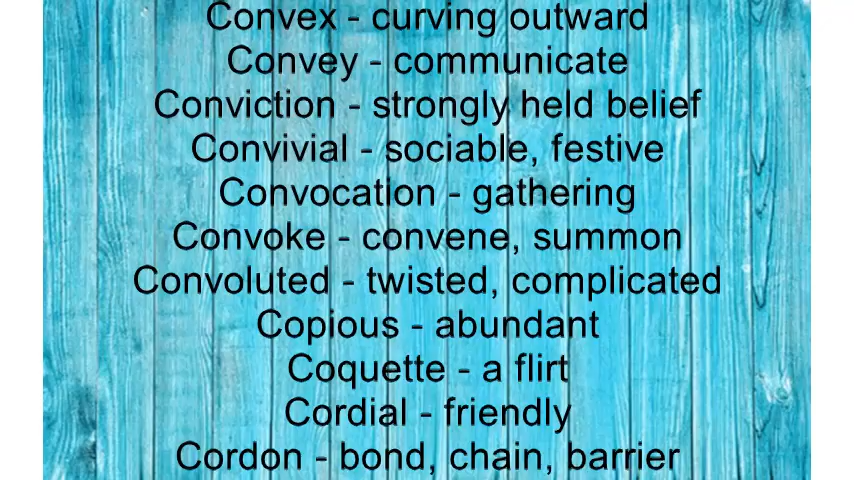 Convex - curving outward
Convey - communicate
Conviction - strongly held belief
Convivial - sociable, festive
Convocation - gathering
Convoke - convene, summon
Convoluted - twisted, complicated
Copious - abundant
Coquette - a flirt
Cordial - friendly
Cordon - bond, chain, barrier